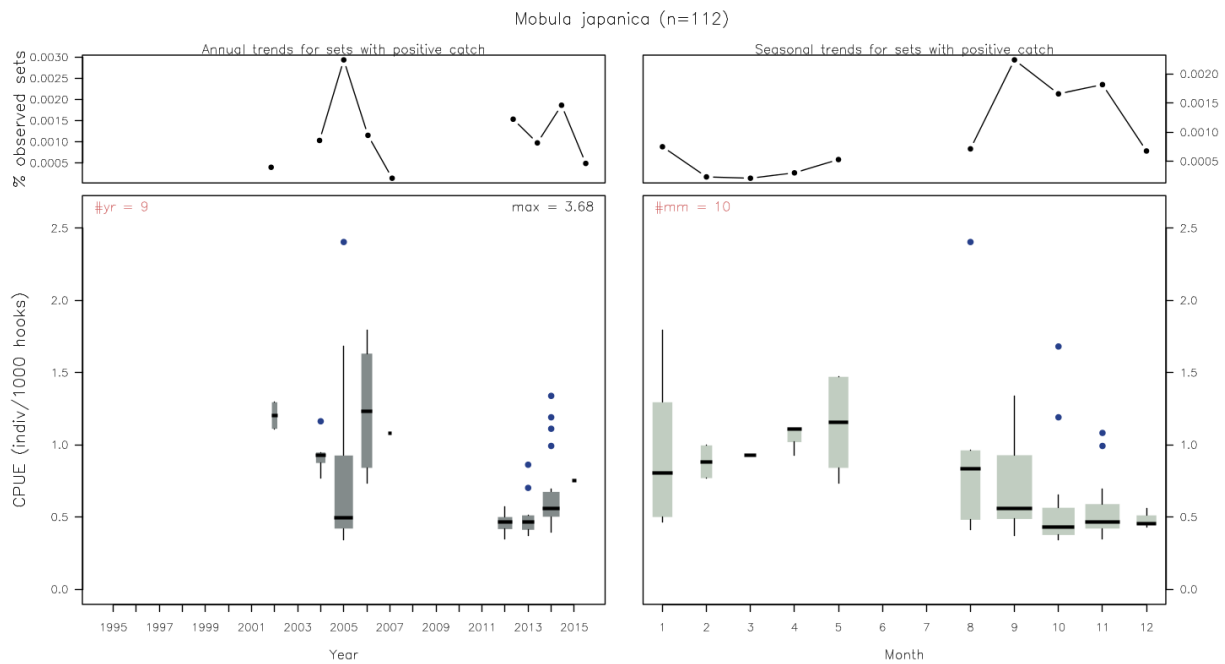 Mobula japanica (n=112)
Annual trends for sets with positive catch
Seasonal trends for sets with positive catch
% observed sets
0.0030
0.0025
0.0020
0.0015
0.0010
0.0005
0.0020
0.0015
0.0010
0.0005
#yr = 9
max = 3.68
#mm = 10
CPUE (indiv/1000 hooks)
2.5
2.0
1.5
1.0
0.5
0.0
2.5
2.0
1.5
1.0
0.5
0.0
1995 1997 1999 2001 2003 2005 2007 2009 2011 2013 2015
Year
1 2 3 4 5 6 7 8 9 10 11 12
Month